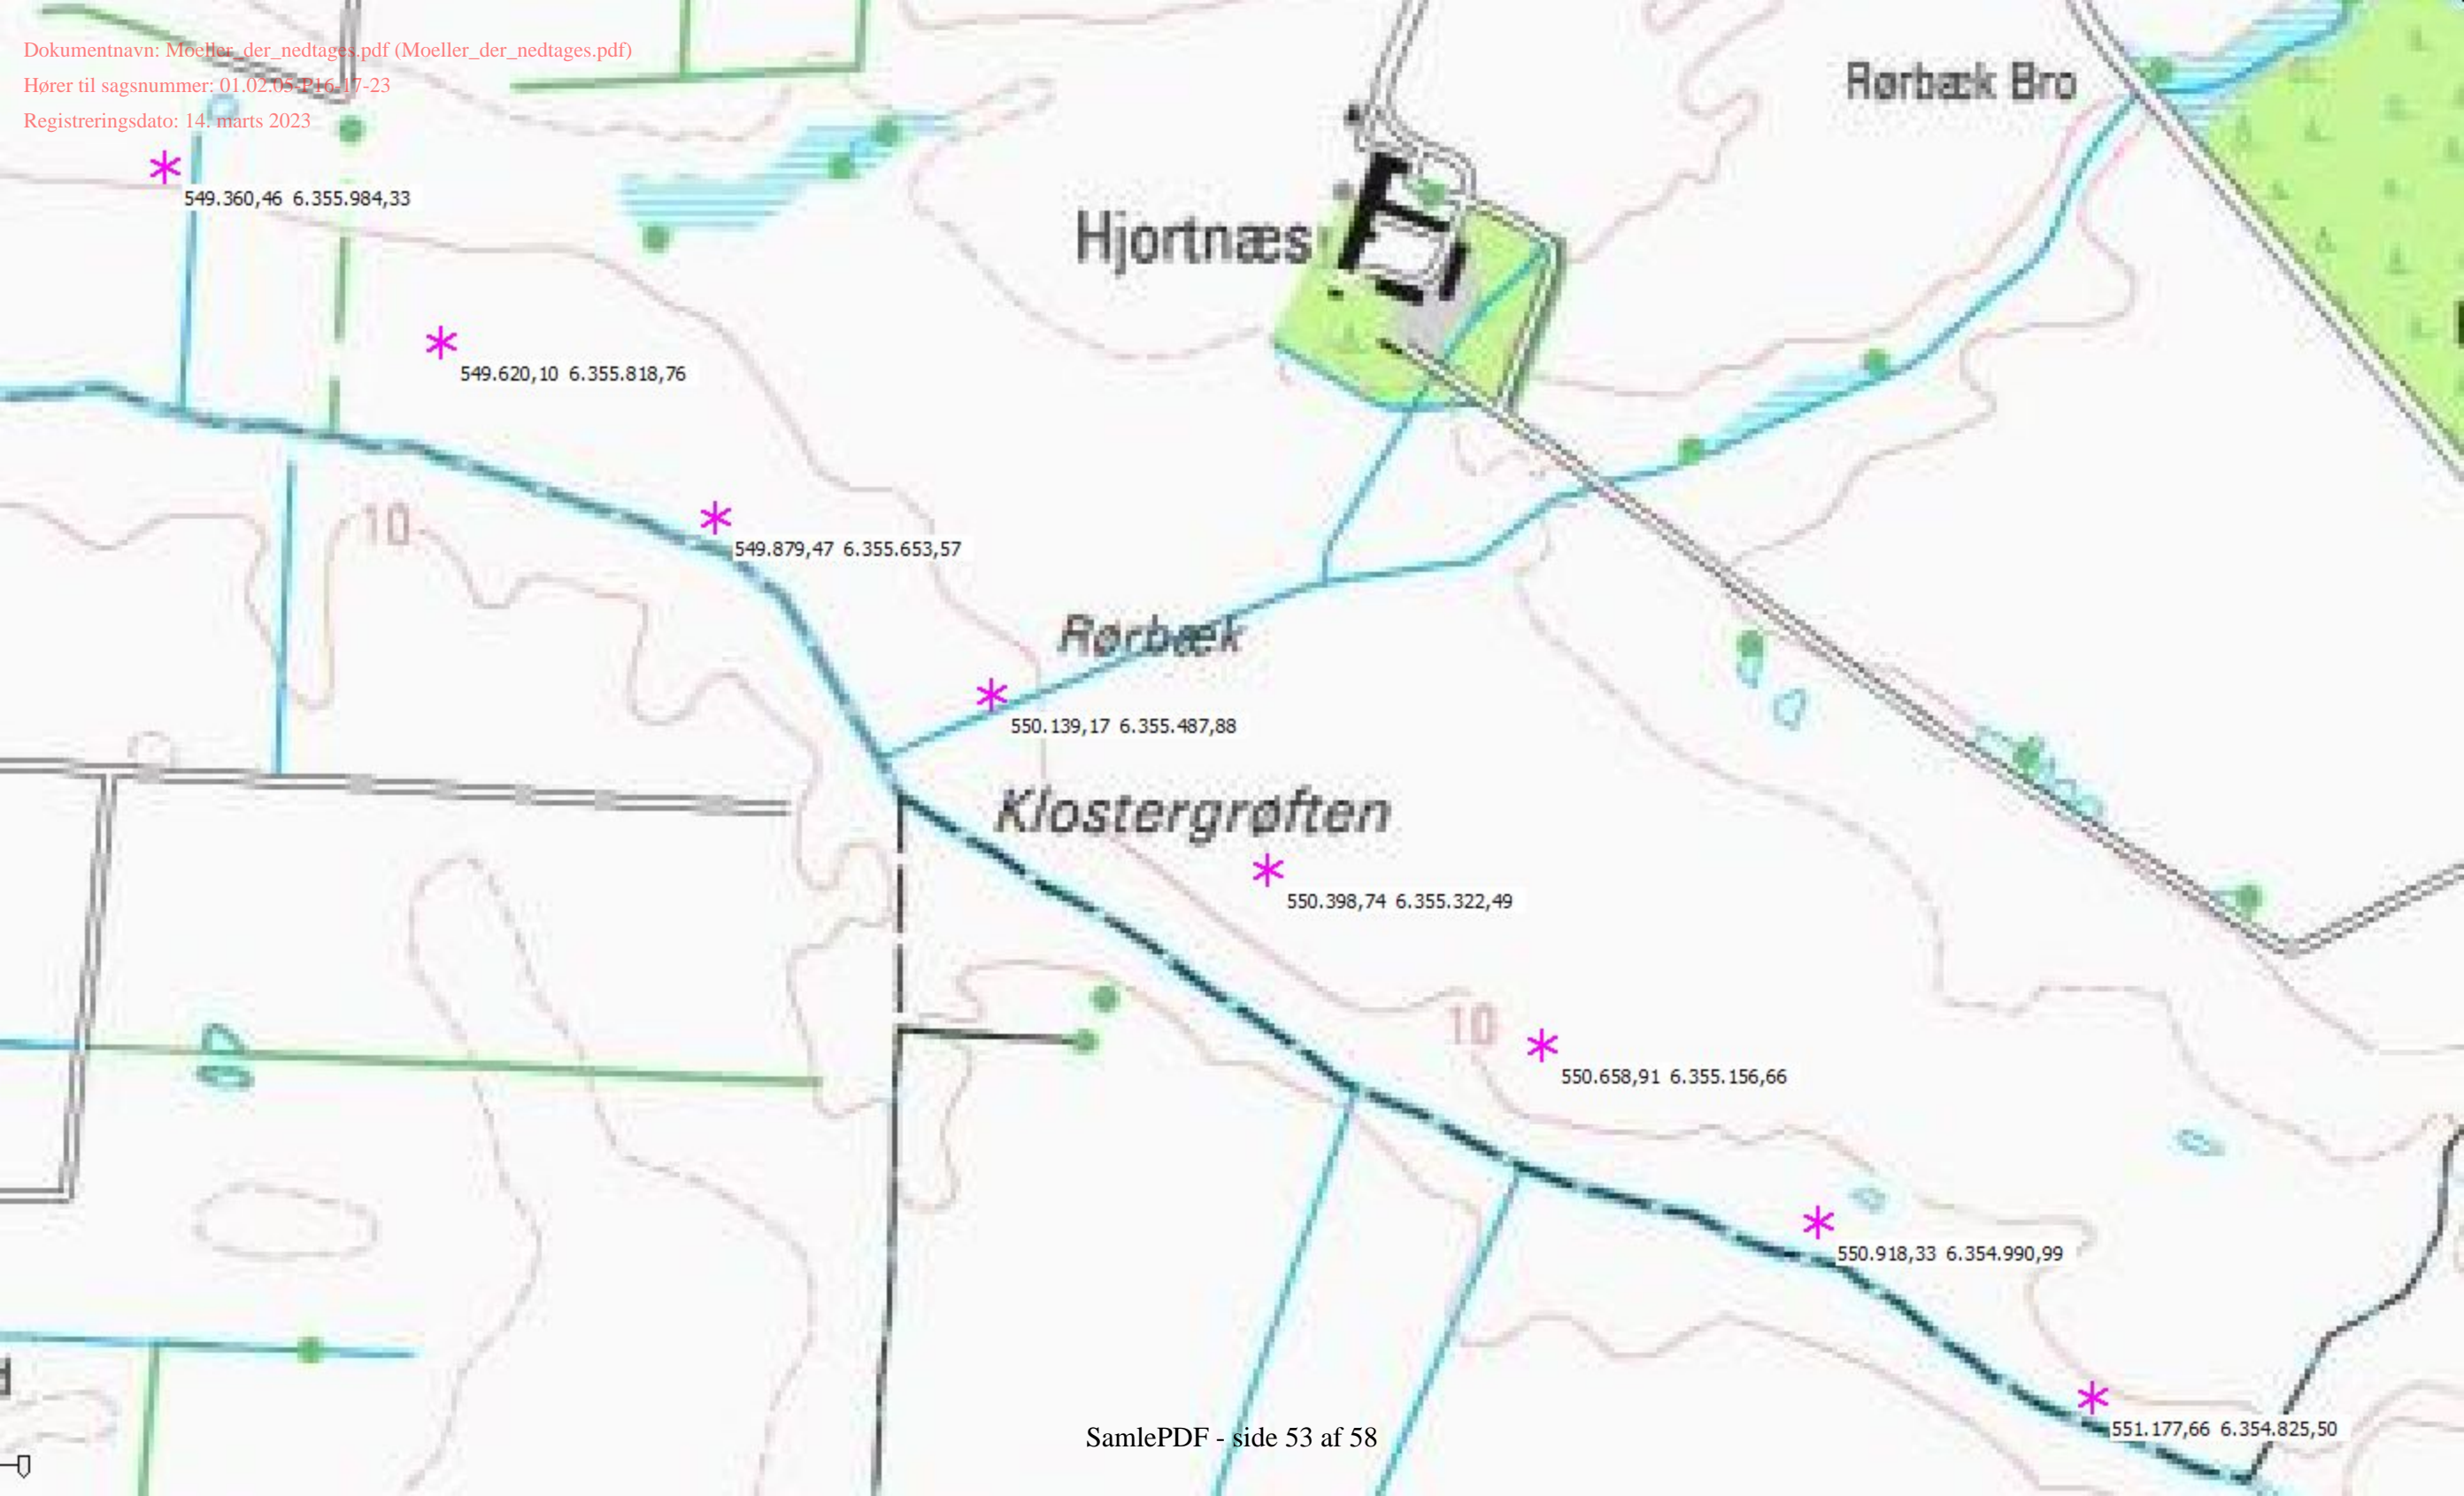 Dokumentnavn: Moeller_der_nedtages.pdf (Moeller_der_nedtages.pdf)
Hører til sagsnummer: 01.02.05-P16-17-23
Registreringsdato: 14. marts 2023
Rørbæk Bro
549.360,46 6.355.984,33
Hjortnæs
549.620,10 6.355.818,76
10
549.879,47 6.355.653,57
Rørbæk
550.139,17 6.355.487,88
Klostergrøften
550.398,74 6.355.322,49
10
550.658,91 6.355.156,66
550.918,33 6.354.990,99
d
551.177,66 6.354.825,50
SamlePDF - side 53 af 58